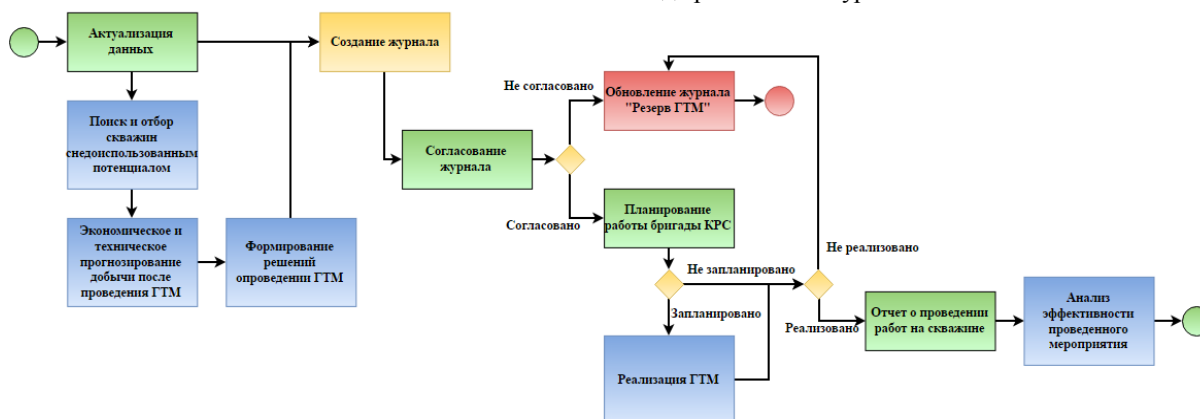 Актуализация
данных
Создание журнала
Поиск и отбор
скважин
снедоиспользованным
потенциалом
Экономическое и
техническое
прогнозирование
добычи после
проведения ГТМ
Формирование
решений
опроведении ГТМ
Согласование
журнала
Не согласовано
Согласовано
Обновление журнала
"Резерв ГТМ"
Планирование
работы бригады КРС
Не запланировано
Запланировано
Реализация ГТМ
Не реализовано
Реализовано
Отчет о проведении
работ на скважине
Анализ
эффективности
проведенного
мероприятия